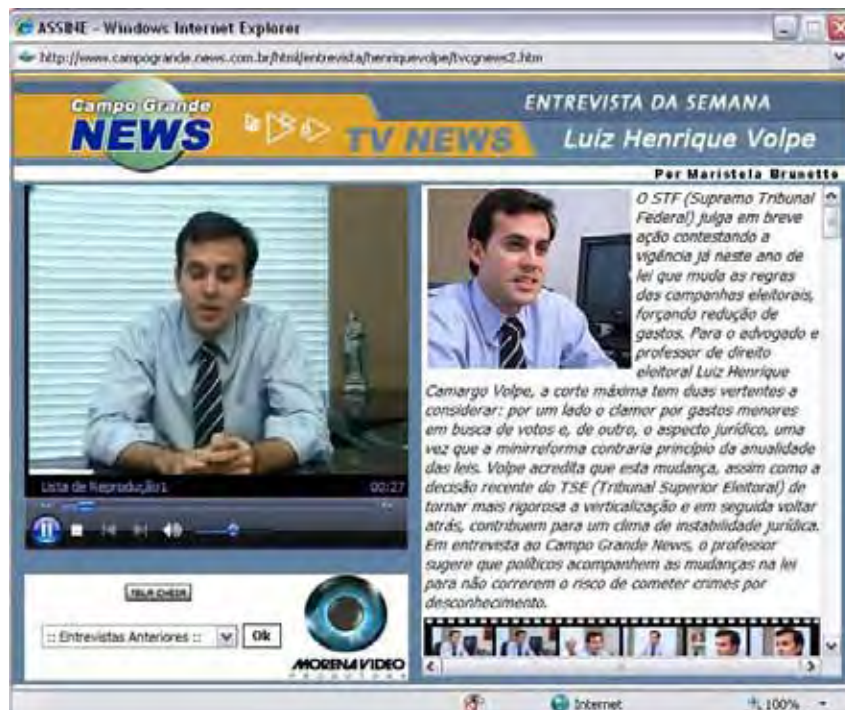 ASSINE - Windows Internet Explorer
http://www.campogrande.news.com.br/html/entrevista/henriquevolpe/tvcgnews2.htm
Campo Grande
NEWS
TV NEWS
ENTREVISTA DA SEMANA
Luiz Henrique Volpe
Por Maristela Brunetto
O STF (Supremo Tribunal
Federal) julga em breve
ação contestando a
vigência já neste ano de
lei que muda as regras
das campanhas eleitorais,
forçando redução de
gastos. Para o advogado e
professor de direito
eleitoral Luiz Henrique
Camargo Volpe, a corte máxima tem duas vertentes a
considerar: por um lado o clamor por gastos menores
em busca de votos e, de outro, o aspecto jurídico, uma
vez que a minirreforma contraria princípio da anualidade
das leis. Volpe acredita que esta mudança, assim como a
decisão recente do TSE (Tribunal Superior Eleitoral) de
tornar mais rigorosa a verticalização e em seguida voltar
atrás, contribuem para um clima de instabilidade jurídica.
Em entrevista ao Campo Grande News, o professor
sugere que políticos acompanhem as mudanças na lei
para não correrem o risco de cometer crimes por
desconhecimento.
Lista de Reprodução1 00:27
TELA CHEIA
:: Entrevistas Anteriores :: Ok
MORENA VIDEO
PRODUTORA
Internet 100%